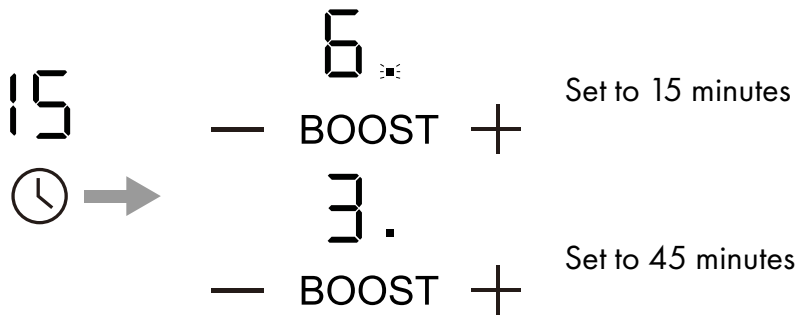 6.
15
Set to 15 minutes
— BOOST +
3.
Set to 45 minutes
— BOOST +